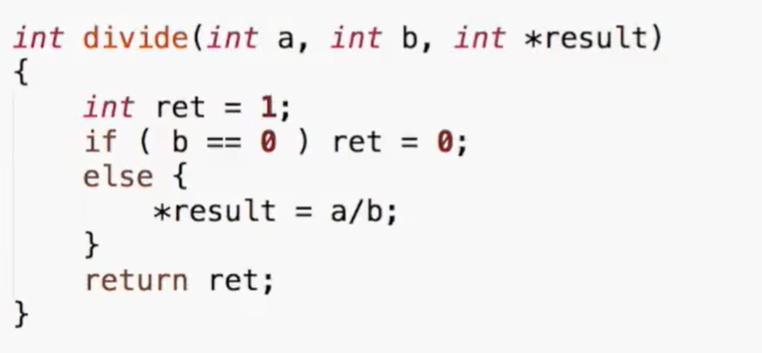 int divide(int a, int b, int *result)
{
    int ret = 1;
    if ( b == 0 ) ret = 0;
    else {
        *result = a/b;
    }
    return ret;
}